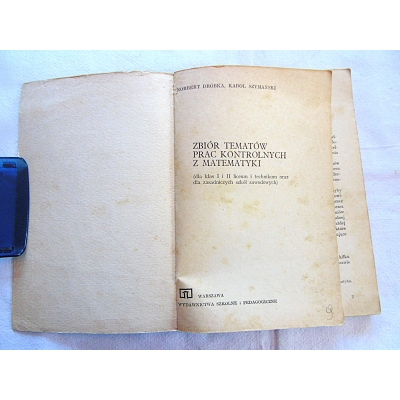 NORBERT DRÓBKA, KAROL SZYMAŃSKI
ZBIÓR TEMATÓW
PRAC KONTROLNYCH
Z MATEMATYKI
(dla klas I i II liceum i technikum oraz
dla zasadniczych szkół zawodowych)
WARSZAWA
WYDAWNICTWA SZKOLNE I PEDAGOGICZNE